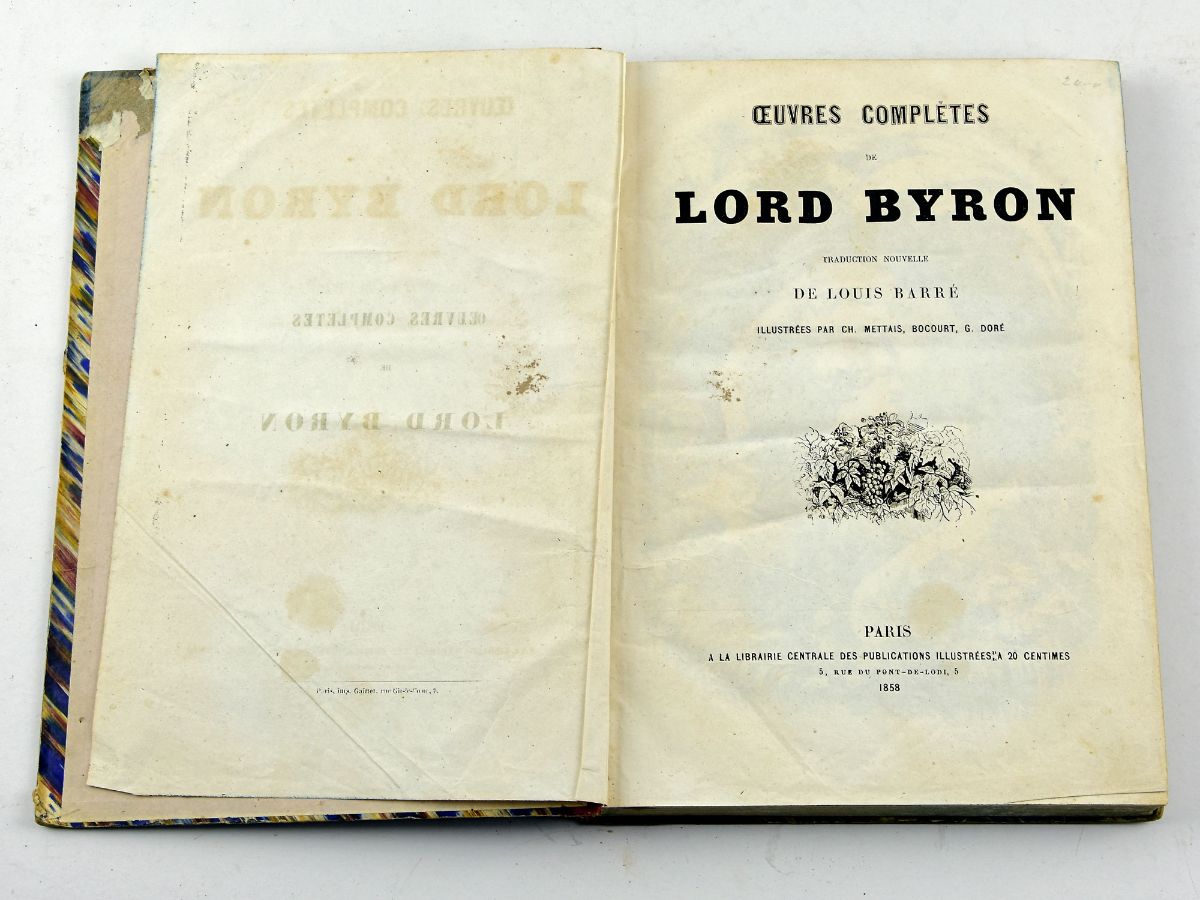 ŒUVRES COMPLÈTES
DE
LORD BYRON
TRADUCTION NOUVELLE
DE LOUIS BARRÉ
ILLUSTRÉES PAR CH. METTAIS, BOCOURT, G. DORÉ
PARIS
A LA LIBRAIRIE CENTRALE DES PUBLICATIONS ILLUSTRÉES A 20 CENTIMES
5, RUE DU PONT-DE-LODI, 5
1858